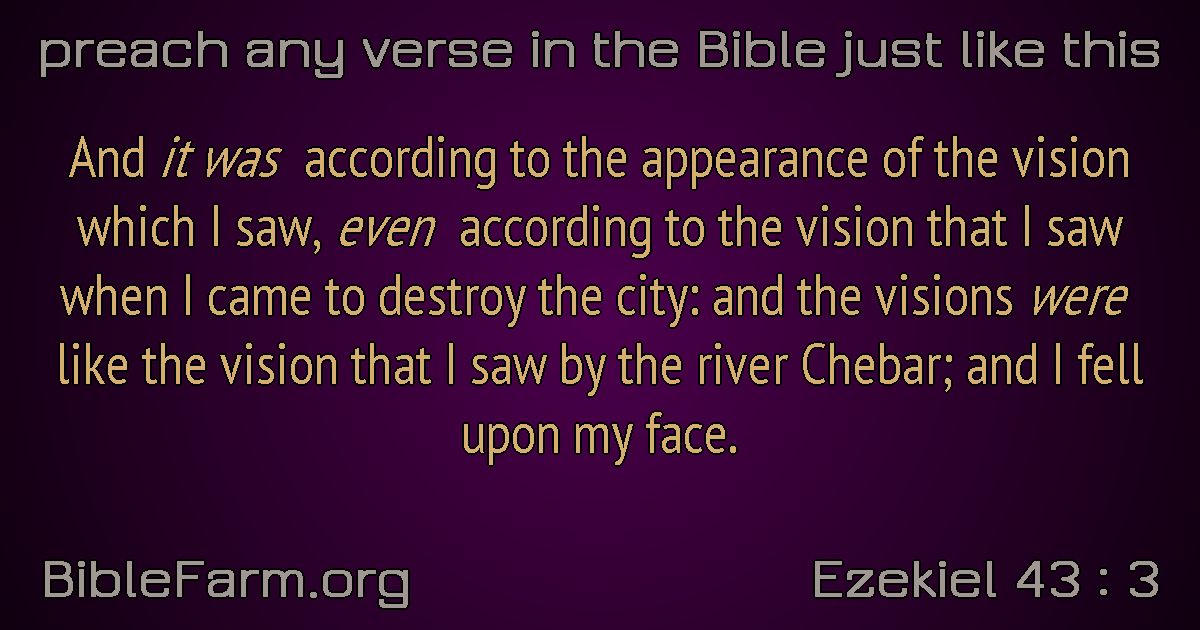 preach any verse in the Bible just like this
And it was according to the appearance of the vision
which I saw, even according to the vision that I saw
when I came to destroy the city: and the visions were
like the vision that I saw by the river Chebar; and I fell
upon my face.
BibleFarm.org
Ezekiel 43 : 3